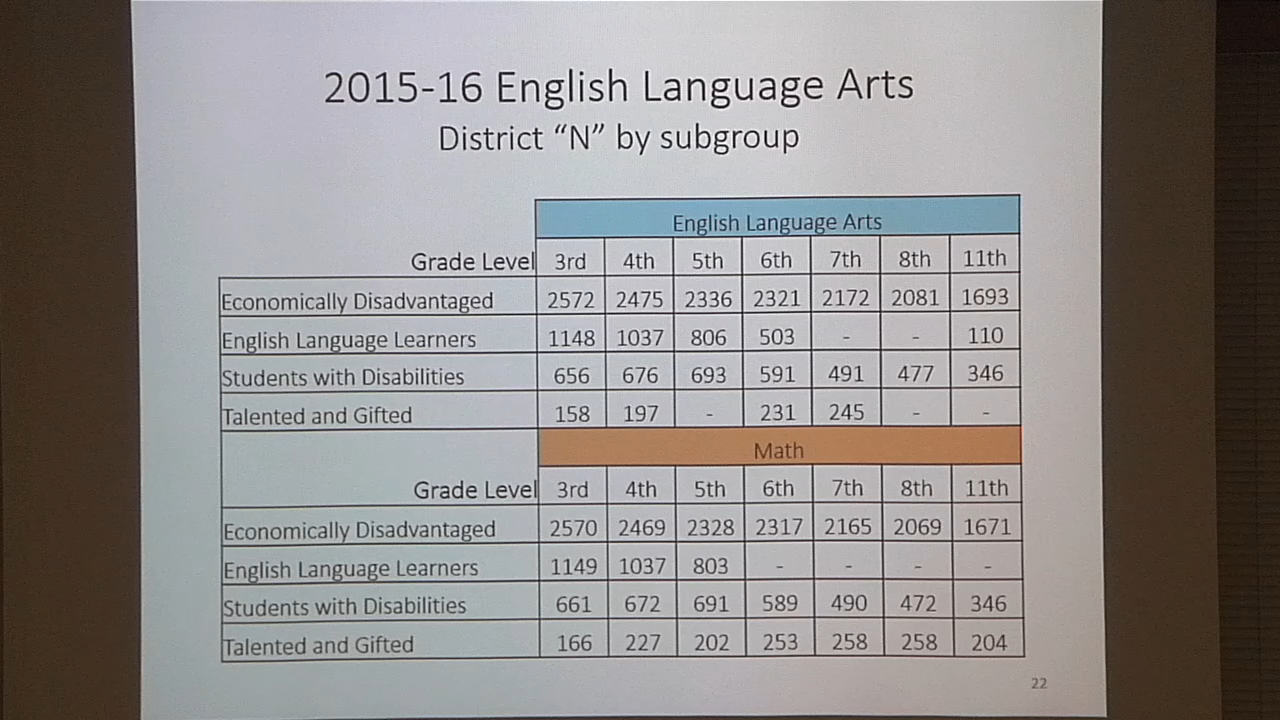 2015-16 English Language Arts
District “N” by subgroup
English Language Arts
Grade Level 3rd 4th 5th 6th 7th 8th 11th
Economically Disadvantaged 2572 2475 2336 2321 2172 2081 1693
English Language Learners 1148 1037 806 503 - - 110
Students with Disabilities 656 676 693 591 491 477 346
Talented and Gifted 158 197 - 231 245 - -
Math
Grade Level 3rd 4th 5th 6th 7th 8th 11th
Economically Disadvantaged 2570 2469 2328 2317 2165 2069 1671
English Language Learners 1149 1037 803 - - - -
Students with Disabilities 661 672 691 589 490 472 346
Talented and Gifted 166 227 202 253 258 258 204
22